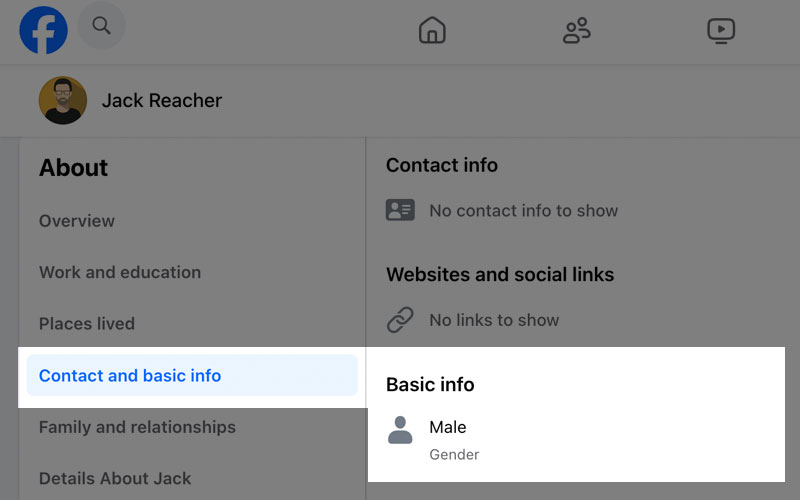 Jack Reacher
About
Overview
Work and education
Places lived
Contact and basic info
Family and relationships
Details About Jack
Contact info
No contact info to show
Websites and social links
No links to show
Basic info
Male
Gender